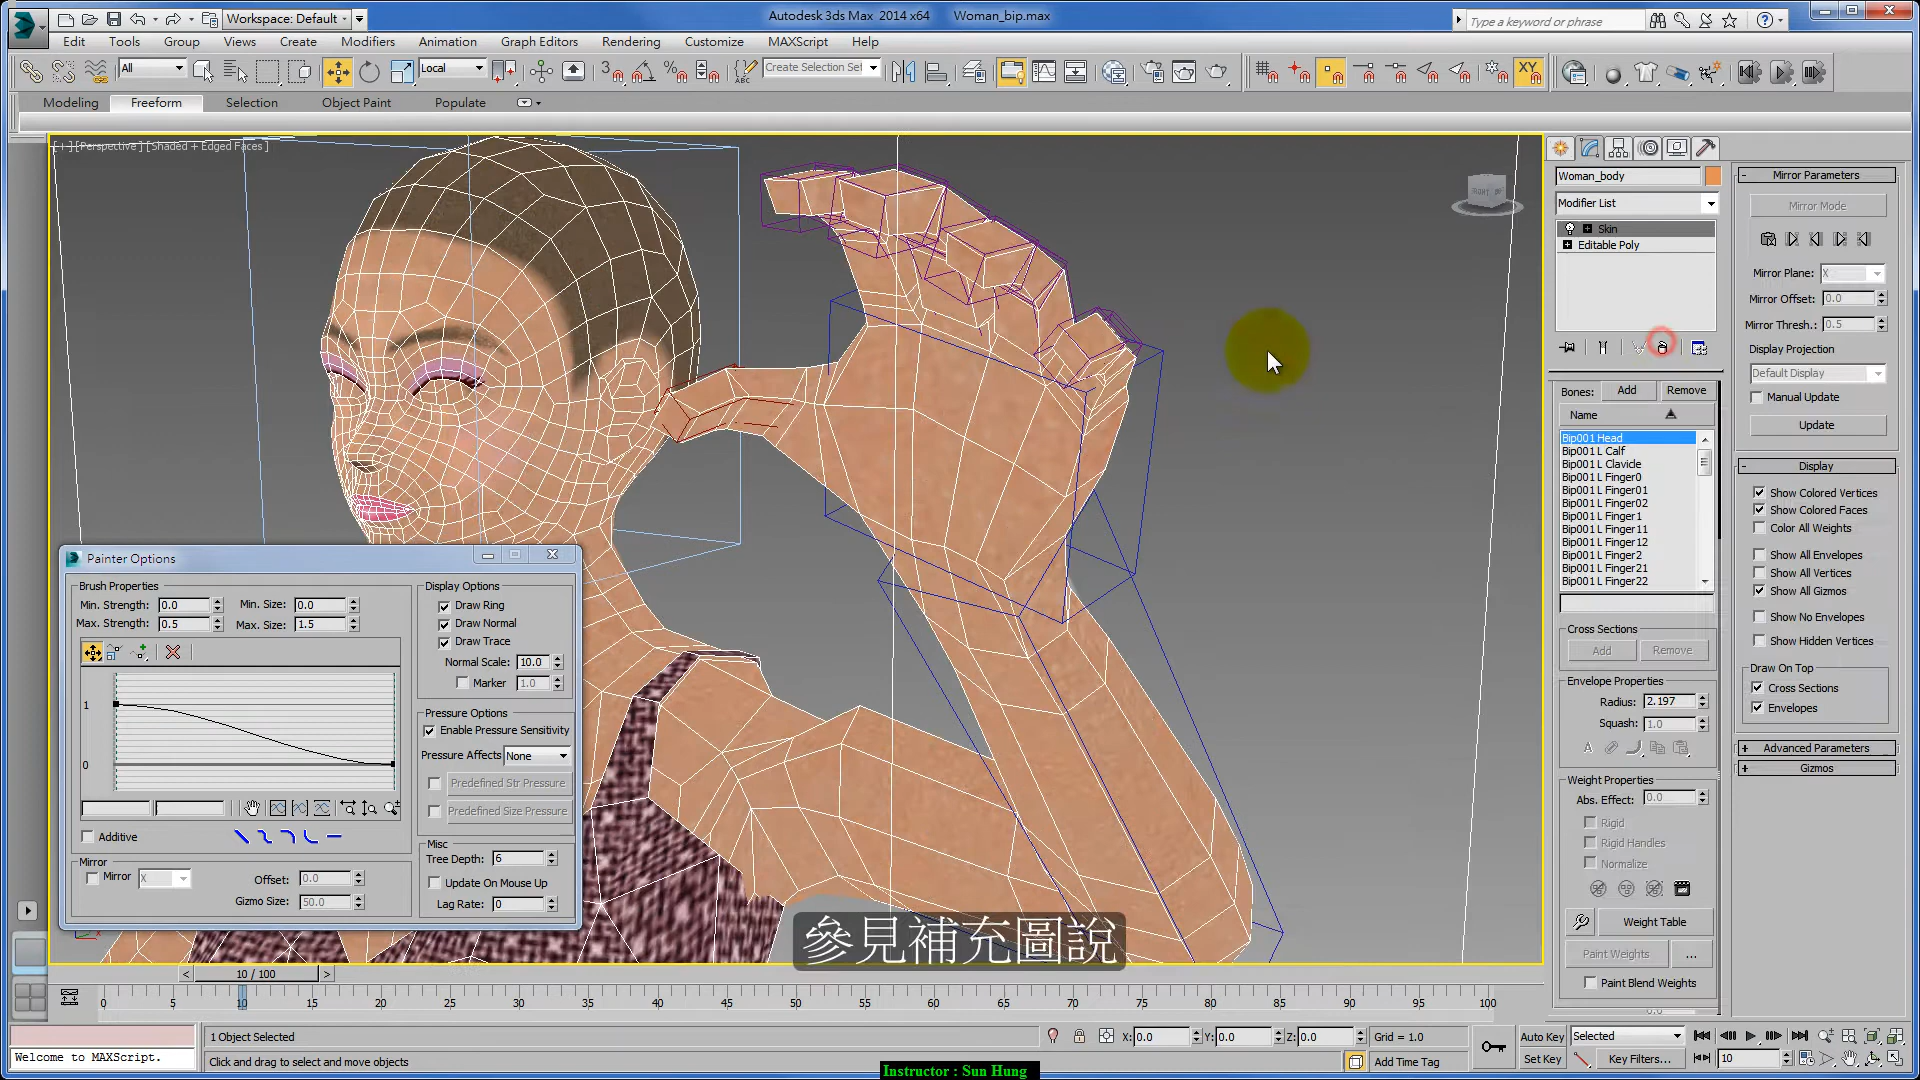 Workspace: Default
Autodesk 3ds Max 2014 x64 Woman_bip.max
Type a keyword or phrase
Edit Tools Group Views Create Modifiers Animation Graph Editors Rendering Customize MAXScript Help
All
Local
Create Selection Set
XY
Modeling Freeform Selection Object Paint Populate
[+][Perspective][Shaded + Edged Faces]
Woman_body
Modifier List
Skin
Editable Poly
Bones: Add Remove
Name
Bip001 Head
Bip001 L Calf
Bip001 L Clavicle
Bip001 L Finger0
Bip001 L Finger01
Bip001 L Finger02
Bip001 L Finger1
Bip001 L Finger11
Bip001 L Finger12
Bip001 L Finger2
Bip001 L Finger21
Bip001 L Finger22
Cross Sections
Add Remove
Envelope Properties
Radius: 2.197
Squash: 1.0
Weight Properties
Abs. Effect: 0.0
Rigid
Rigid Handles
Normalize
Weight Table
Paint Weights ...
Paint Blend Weights
Mirror Parameters
Mirror Mode
Mirror Plane: X
Mirror Offset: 0.0
Mirror Thresh.: 0.5
Display Projection
Default Display
Manual Update
Update
Display
Show Colored Vertices
Show Colored Faces
Color All Weights
Show All Envelopes
Show All Vertices
Show All Gizmos
Show No Envelopes
Show Hidden Vertices
Draw On Top
Cross Sections
Envelopes
Advanced Parameters
Gizmos
Painter Options
Brush Properties
Min. Strength: 0.0 Min. Size: 0.0
Max. Strength: 0.5 Max. Size: 1.5
1
0
Additive
Mirror
Mirror X Offset: 0.0
Gizmo Size: 50.0
Display Options
Draw Ring
Draw Normal
Draw Trace
Normal Scale: 10.0
Marker 1.0
Pressure Options
Enable Pressure Sensitivity
Pressure Affects None
Predefined Str Pressure
Predefined Size Pressure
Misc
Tree Depth: 6
Update On Mouse Up
Lag Rate: 0
參見補充圖說
< 10 / 100 >
0 5 10 15 20 25 30 35 40 45 50 55 60 65 70 75 80 85 90 95 100
Welcome to MAXScript.
1 Object Selected
Click and drag to select and move objects
X: 0.0 Y: 0.0 Z: 0.0 Grid = 1.0
Add Time Tag
Auto Key Selected
Set Key Key Filters... 10
Instructor : Sun Hung